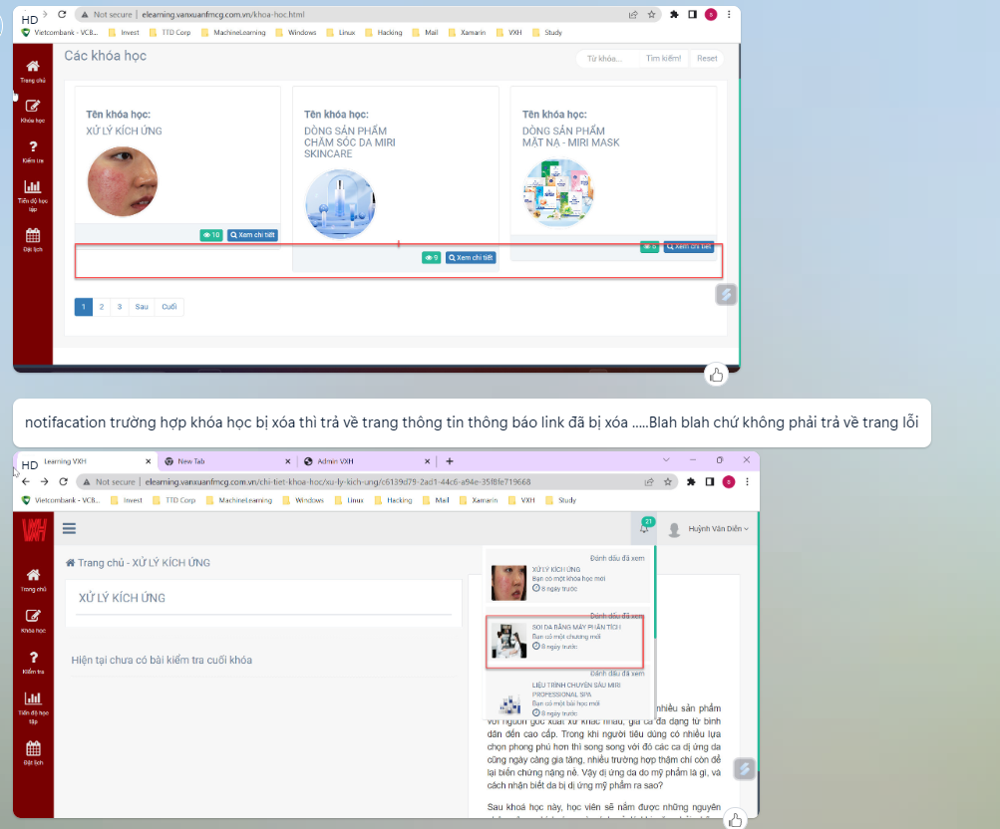 HD
Not secure | elearning.vanxuanfmcg.com.vn/khoa-hoc.html
Vietcombank - VCB...
Invest
TTD Corp
MachineLearning
Windows
Linux
Hacking
Mail
Xamarin
VXH
Study
Trang chủ
Khóa học
Kiểm tra
Tiến độ học
tập
Đặt lịch
Các khóa học
Từ khóa...
Tìm kiếm!
Reset
Tên khóa học:
XỬ LÝ KÍCH ỨNG
10
Xem chi tiết
Tên khóa học:
DÒNG SẢN PHẨM
CHĂM SÓC DA MIRI
SKINCARE
9
Xem chi tiết
Tên khóa học:
DÒNG SẢN PHẨM
MẶT NẠ - MIRI MASK
Xem chi tiết
1
2
3
Sau
Cuối
notifacation trường hợp khóa học bị xóa thì trả về trang thông tin thông báo link đã bị xóa .....Blah blah chứ không phải trả về trang lỗi
HD
Learning VXH
New Tab
Admin VXH
Not secure | elearning.vanxuanfmcg.com.vn/chi-tiet-khoa-hoc/xu-ly-kich-ung/c6139d79-2ad1-44c6-a94e-35f8fe719668
Vietcombank - VCB...
Invest
TTD Corp
MachineLearning
Windows
Linux
Hacking
Mail
Xamarin
VXH
Study
VXH
21
Huỳnh Văn Diễn
Trang chủ
Khóa học
Kiểm tra
Tiến độ học
tập
Đặt lịch
Trang chủ - XỬ LÝ KÍCH ỨNG
XỬ LÝ KÍCH ỨNG
Hiện tại chưa có bài kiểm tra cuối khóa
Đánh dấu đã xem
XỬ LÝ KÍCH ỨNG
Bạn có một khóa học mới
8 ngày trước
Đánh dấu đã xem
SOI DA BẰNG MÁY PHÂN TÍCH
Bạn có một chương mới
8 ngày trước
Đánh dấu đã xem
LIỆU TRÌNH CHUYÊN SÂU MIRI
PROFESSIONAL SPA
Bạn có một bài học mới
8 ngày trước
nhiều sản phẩm
với nguồn gốc xuất xứ khác nhau, giá cả đa dạng từ bình
dân đến cao cấp. Trong khi người tiêu dùng có nhiều lựa
chọn phong phú hơn thì song song với đó các ca dị ứng da
cũng ngày càng gia tăng, nhiều trường hợp thậm chí còn để
lại biến chứng nặng nề. Vậy dị ứng da do mỹ phẩm là gì, và
cách nhận biết da bị dị ứng mỹ phẩm ra sao?
Sau khoá học này, học viên sẽ nắm được những nguyên